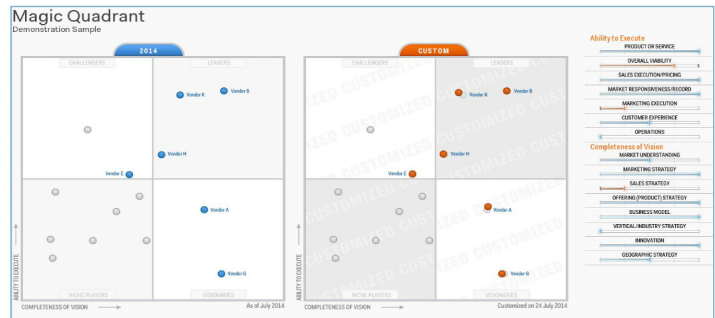 Magic Quadrant
Demonstration Sample
2014
CHALLENGERS
LEADERS
Vendor K
Vendor B
Vendor H
Vendor E
Vendor A
Vendor G
NICHE PLAYERS
VISIONARIES
ABILITY TO EXECUTE
COMPLETENESS OF VISION
As of July 2014
CUSTOM
CHALLENGERS
LEADERS
Vendor K
Vendor B
Vendor H
Vendor E
Vendor A
Vendor G
NICHE PLAYERS
VISIONARIES
CUSTOMIZED
ABILITY TO EXECUTE
COMPLETENESS OF VISION
Customized on 24 July 2014
Ability to Execute
PRODUCT OR SERVICE
OVERALL VIABILITY
SALES EXECUTION/PRICING
MARKET RESPONSIVENESS/RECORD
MARKETING EXECUTION
CUSTOMER EXPERIENCE
OPERATIONS
Completeness of Vision
MARKET UNDERSTANDING
MARKETING STRATEGY
SALES STRATEGY
OFFERING (PRODUCT) STRATEGY
BUSINESS MODEL
VERTICAL/INDUSTRY STRATEGY
INNOVATION
GEOGRAPHIC STRATEGY